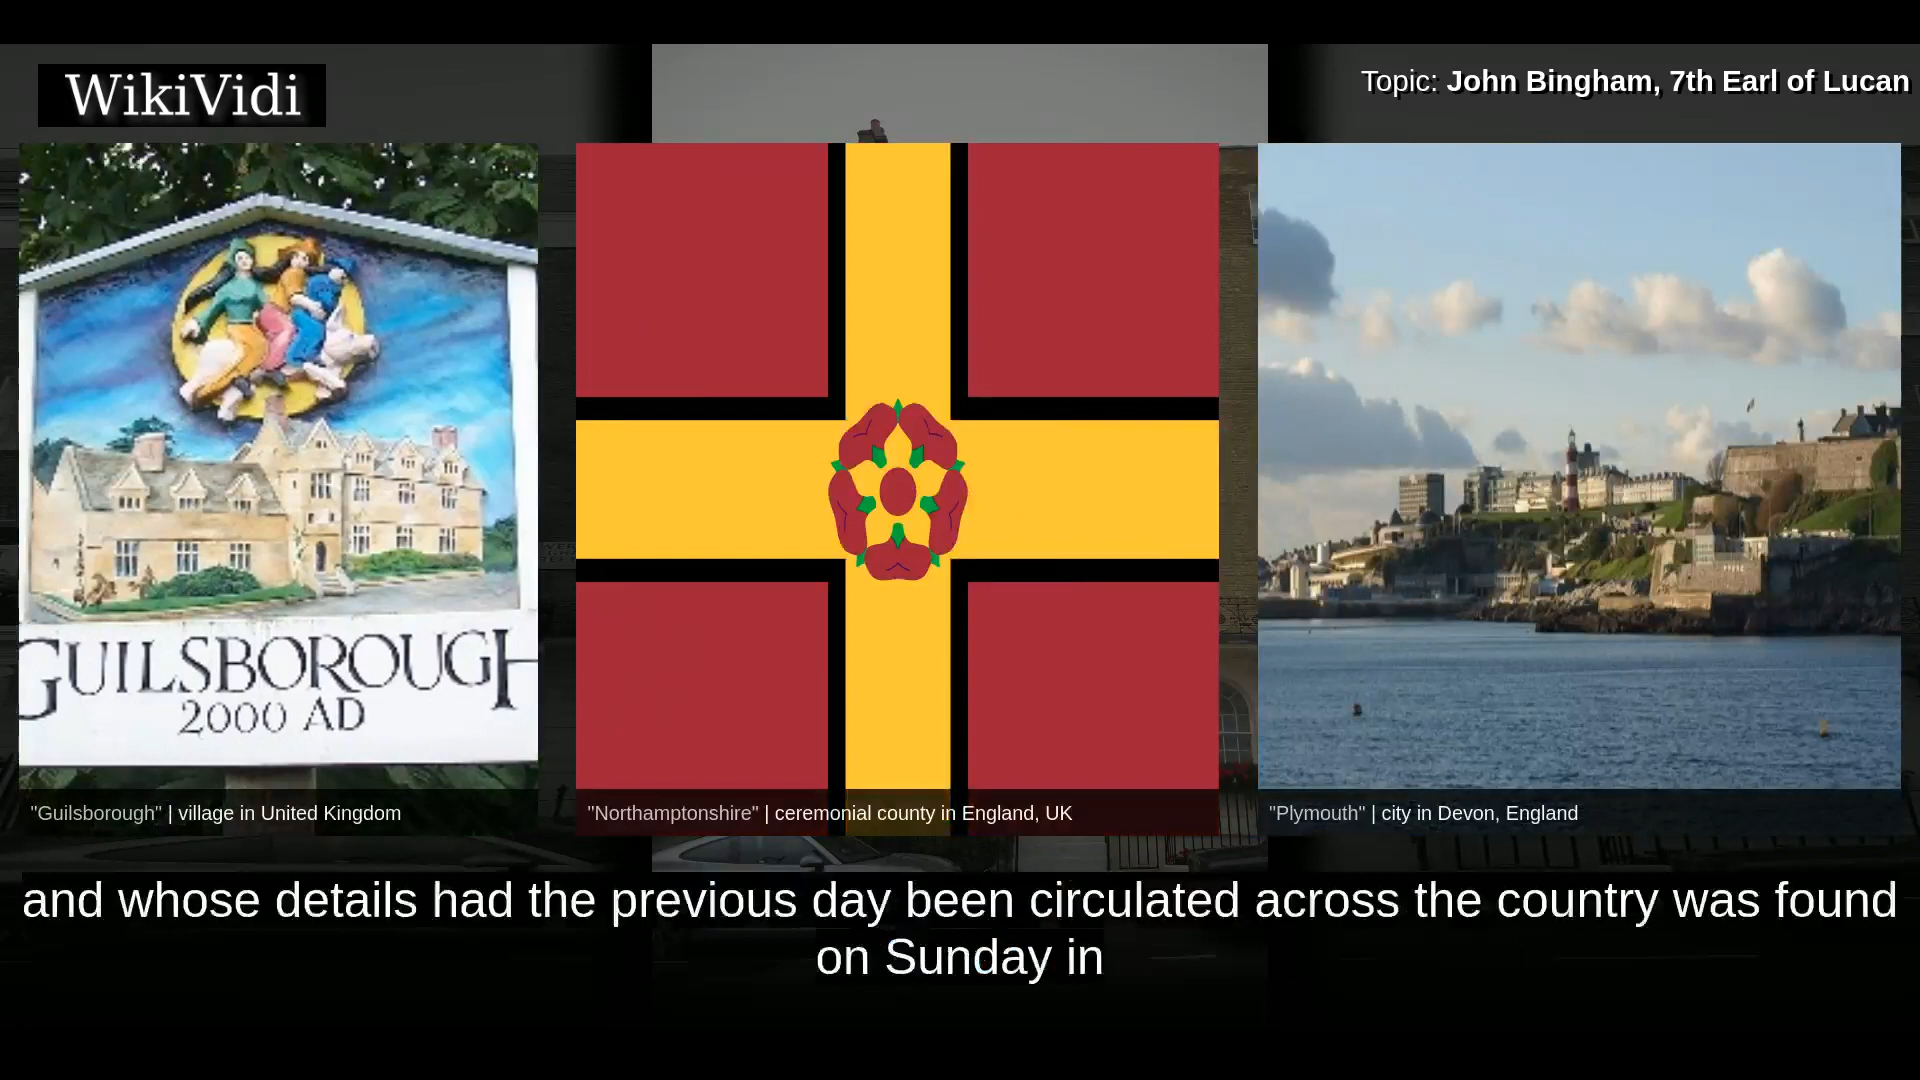 WikiVidi
Topic: John Bingham, 7th Earl of Lucan
GUILSBOROUGH
2000 AD
"Guilsborough" | village in United Kingdom
"Northamptonshire" | ceremonial county in England, UK
"Plymouth" | city in Devon, England
and whose details had the previous day been circulated across the country was found
on Sunday in